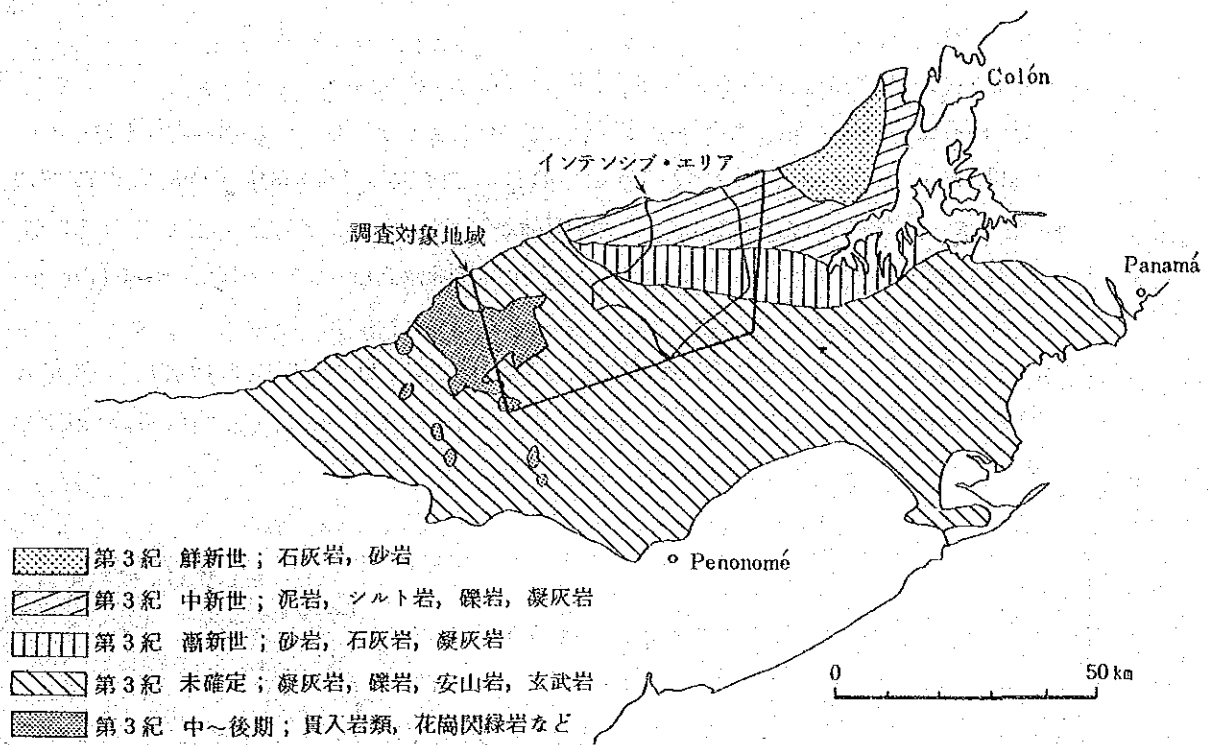 Colón
インテンシブ・エリア
調査対象地域
Panamá
Penonomé
第3紀 鮮新世；石灰岩，砂岩
第3紀 中新世；泥岩，シルト岩，礫岩，凝灰岩
第3紀 漸新世；砂岩，石灰岩，凝灰岩
第3紀 未確定；凝灰岩，礫岩，安山岩，玄武岩
第3紀 中〜後期；貫入岩類，花崗閃緑岩など
0 50 km